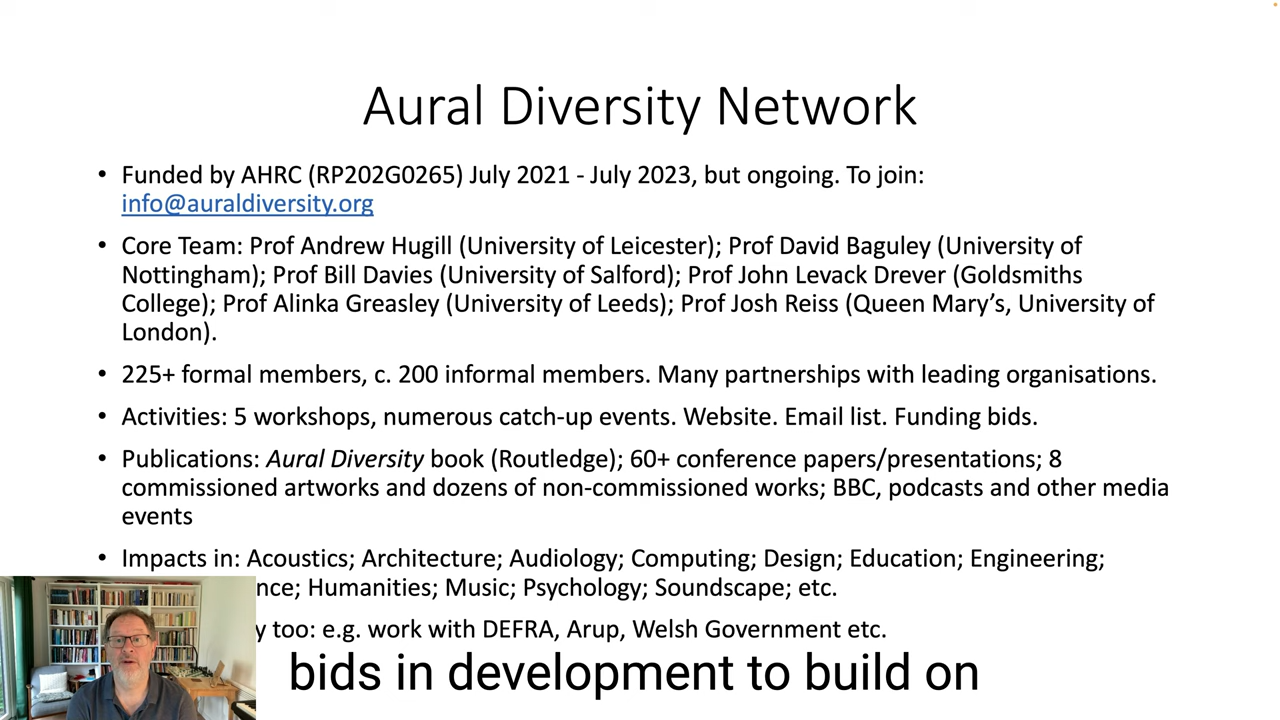 Aural Diversity Network
• Funded by AHRC (RP202G0265) July 2021 - July 2023, but ongoing. To join:
info@auraldiversity.org
• Core Team: Prof Andrew Hugill (University of Leicester); Prof David Baguley (University of
Nottingham); Prof Bill Davies (University of Salford); Prof John Levack Drever (Goldsmiths
College); Prof Alinka Greasley (University of Leeds); Prof Josh Reiss (Queen Mary's, University of
London).
• 225+ formal members, c. 200 informal members. Many partnerships with leading organisations.
• Activities: 5 workshops, numerous catch-up events. Website. Email list. Funding bids.
• Publications: Aural Diversity book (Routledge); 60+ conference papers/presentations; 8
commissioned artworks and dozens of non-commissioned works; BBC, podcasts and other media
events
• Impacts in: Acoustics; Architecture; Audiology; Computing; Design; Education; Engineering;
nce; Humanities; Music; Psychology; Soundscape; etc.
y too: e.g. work with DEFRA, Arup, Welsh Government etc.
bids in development to build on